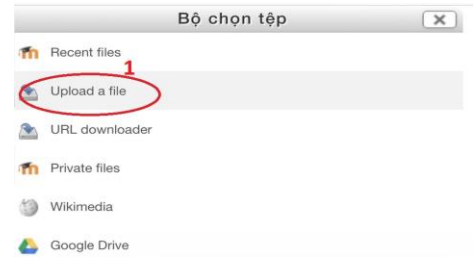 Bộ chọn tệp
Recent files
1
Upload a file
URL downloader
Private files
Wikimedia
Google Drive